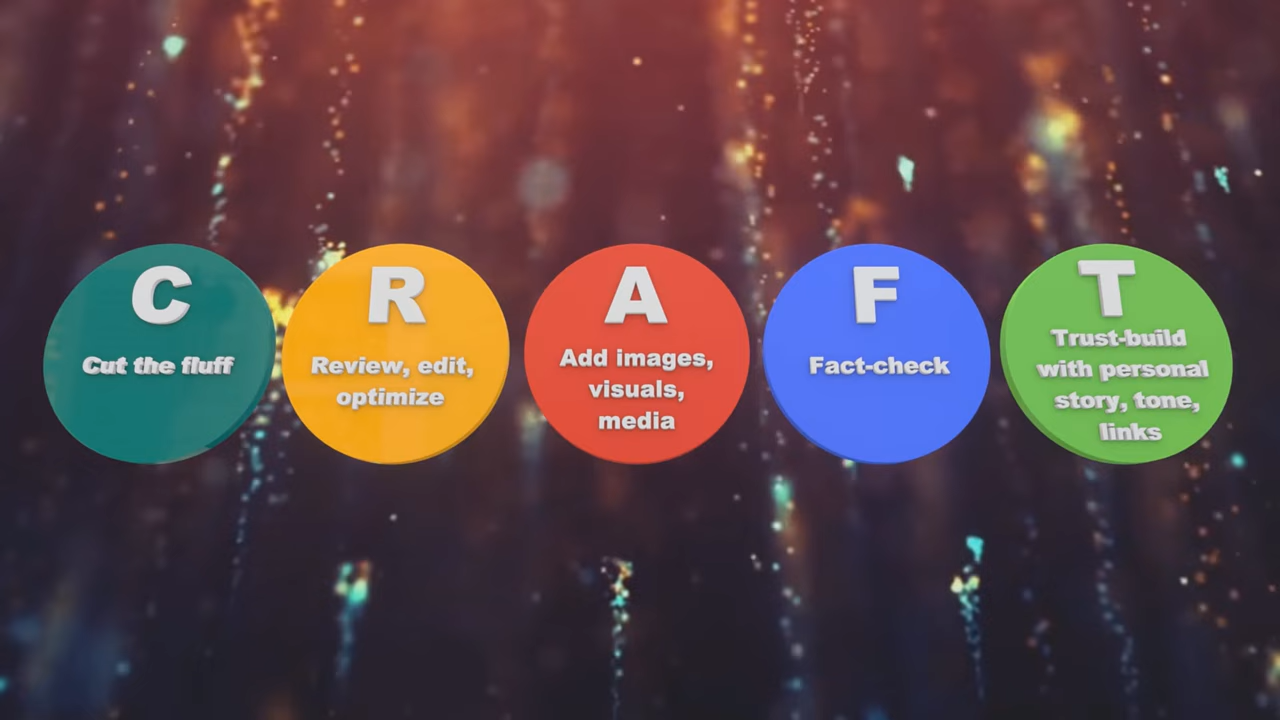 C
Cut the fluff
R
Review, edit,
optimize
A
Add images,
visuals,
media
F
Fact-check
T
Trust-build
with personal
story, tone,
links